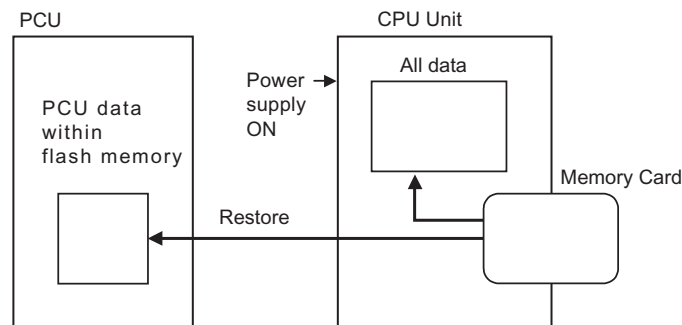 PCU
CPU Unit
All data
Power
supply
ON
PCU data
within
flash memory
Memory Card
Restore